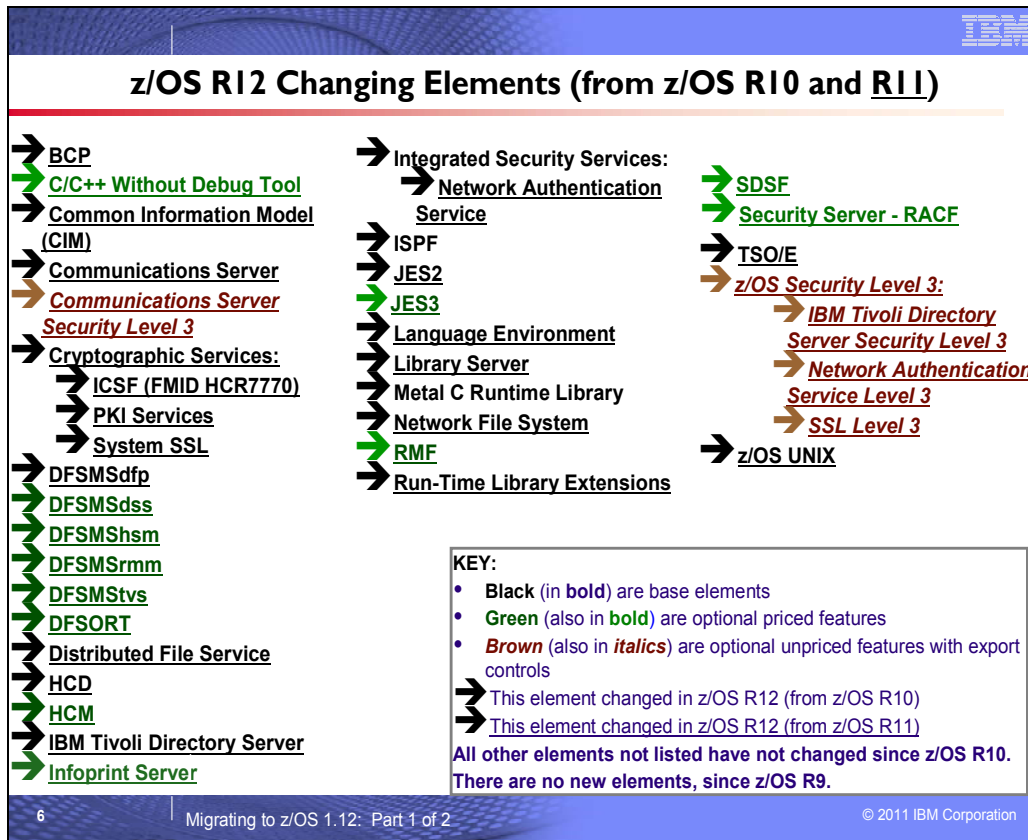 IBM
z/OS R12 Changing Elements (from z/OS R10 and R11)
BCP
C/C++ Without Debug Tool
Common Information Model
(CIM)
Communications Server
Communications Server
Security Level 3
Cryptographic Services:
ICSF (FMID HCR7770)
PKI Services
System SSL
DFSMSdfp
DFSMSdss
DFSMShsm
DFSMSrmm
DFSMStvs
DFSORT
Distributed File Service
HCD
HCM
IBM Tivoli Directory Server
Infoprint Server
Integrated Security Services:
Network Authentication
Service
ISPF
JES2
JES3
Language Environment
Library Server
Metal C Runtime Library
Network File System
RMF
Run-Time Library Extensions
SDSF
Security Server - RACF
TSO/E
z/OS Security Level 3:
IBM Tivoli Directory
Server Security Level 3
Network Authentication
Service Level 3
SSL Level 3
z/OS UNIX
KEY:
• Black (in bold) are base elements
• Green (also in bold) are optional priced features
• Brown (also in italics) are optional unpriced features with export
controls
This element changed in z/OS R12 (from z/OS R10)
This element changed in z/OS R12 (from z/OS R11)
All other elements not listed have not changed since z/OS R10.
There are no new elements, since z/OS R9.
6
Migrating to z/OS 1.12: Part 1 of 2
© 2011 IBM Corporation